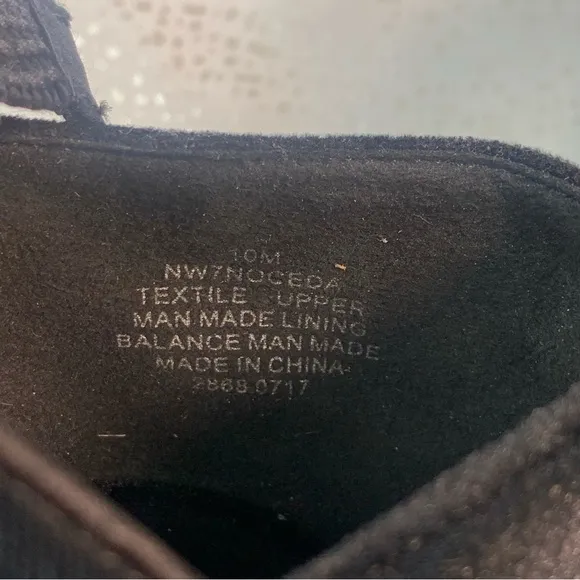 10M
NW7NOCEDA
TEXTILE UPPER
MAN MADE LINING
BALANCE MAN MADE
MADE IN CHINA
2868 0717